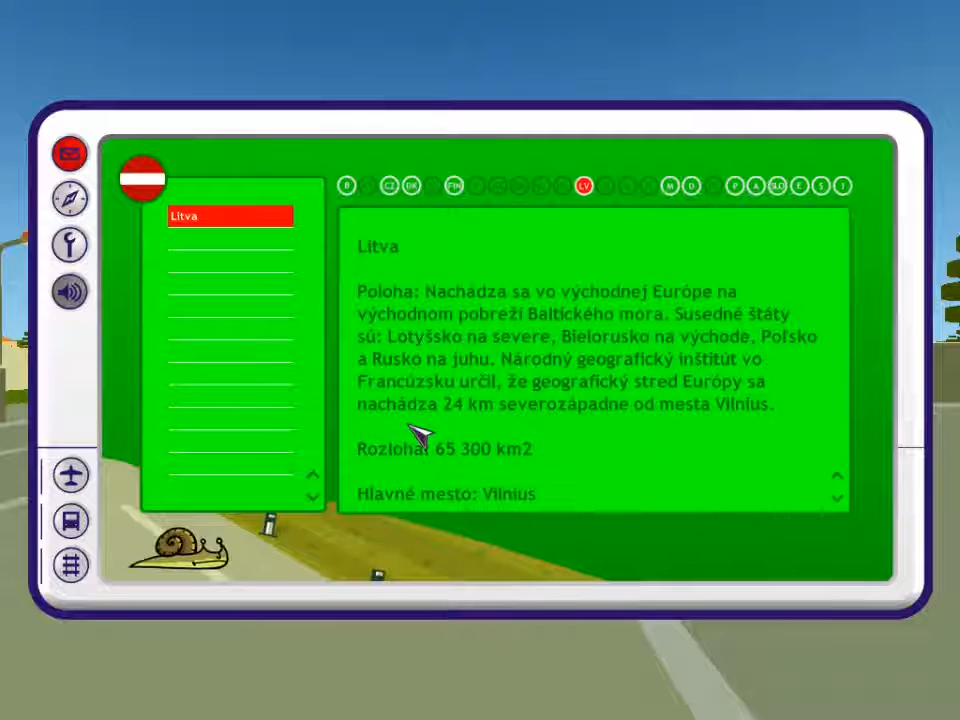 B CZ DK FIN LV M D P A SLO E S I
Litva
Litva
Poloha: Nachádza sa vo východnej Európe na
východnom pobreží Baltického mora. Susedné štáty
sú: Lotyšsko na severe, Bielorusko na východe, Poľsko
a Rusko na juhu. Národný geografický inštitút vo
Francúzsku určil, že geografický stred Európy sa
nachádza 24 km severozápadne od mesta Vilnius.
Rozloha: 65 300 km2
Hlavné mesto: Vilnius